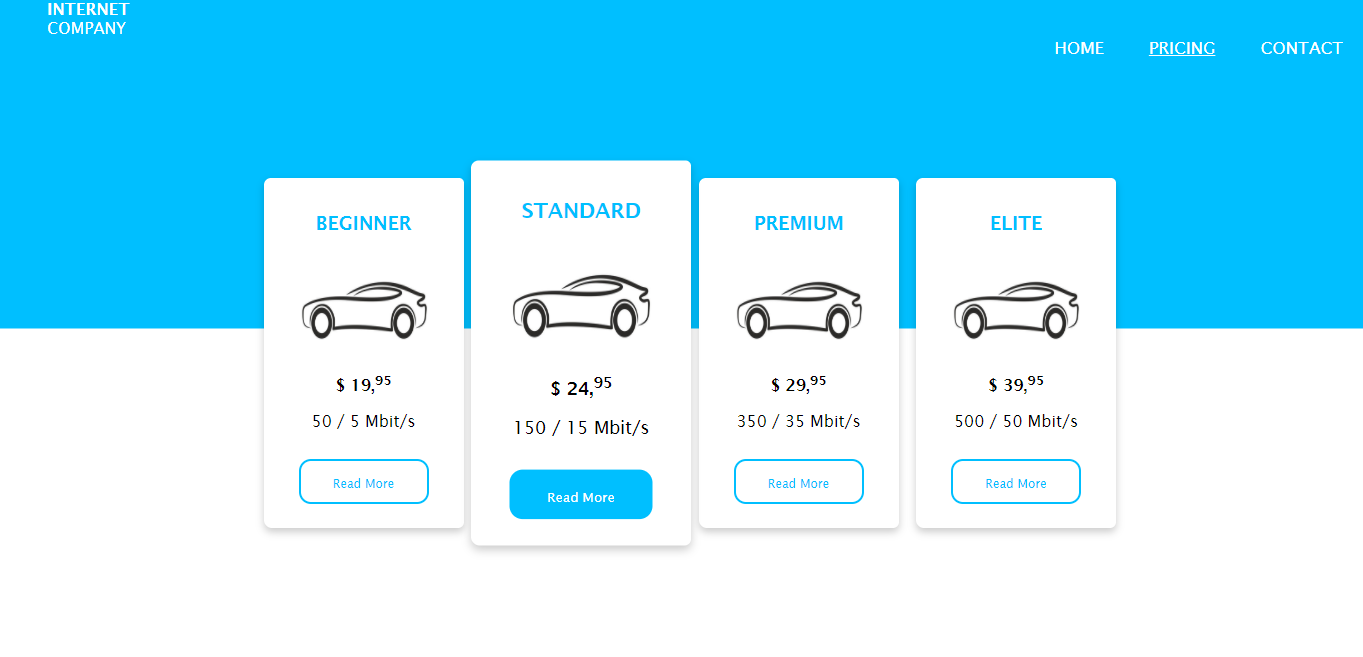 INTERNET
COMPANY
HOME PRICING CONTACT
BEGINNER
$ 19,95
50 / 5 Mbit/s
Read More
STANDARD
$ 24,95
150 / 15 Mbit/s
Read More
PREMIUM
$ 29,95
350 / 35 Mbit/s
Read More
ELITE
$ 39,95
500 / 50 Mbit/s
Read More